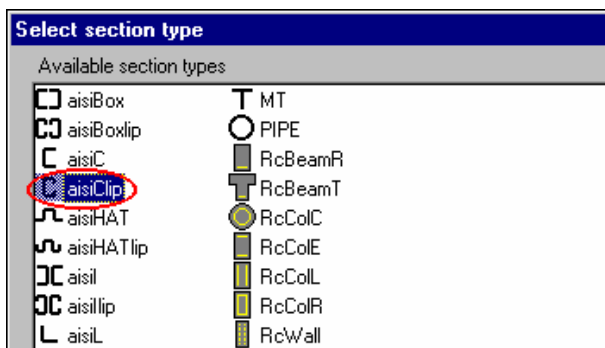 Select section type
Available section types
aisiBox
aisiBoxlip
aisiC
aisiClip
aisiHAT
aisiHATlip
aisiI
aisiIlip
aisiL
MT
PIPE
RcBeamR
RcBeamT
RcColC
RcColE
RcColL
RcColR
RcWall